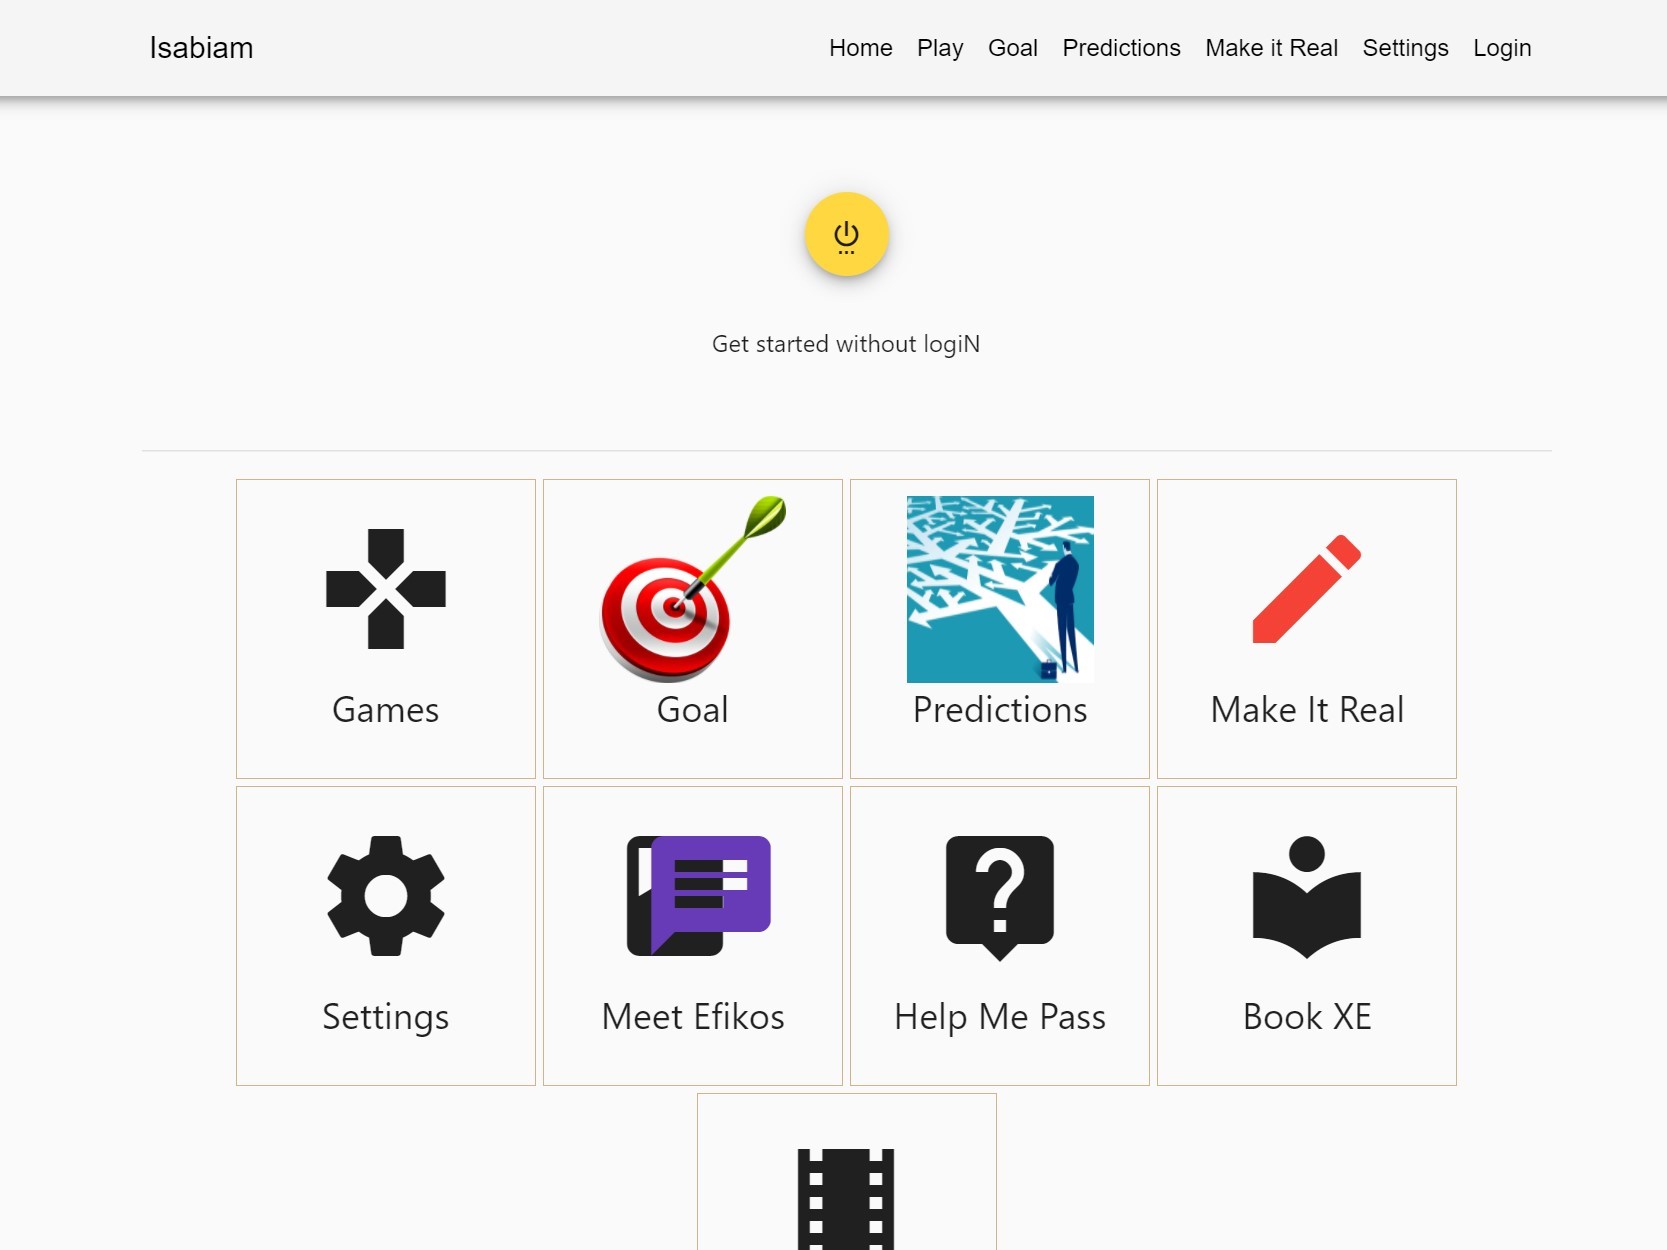 Isabiam
Home Play Goal Predictions Make it Real Settings Login
Get started without logiN
Games
Goal
Predictions
Make It Real
Settings
Meet Efikos
Help Me Pass
Book XE